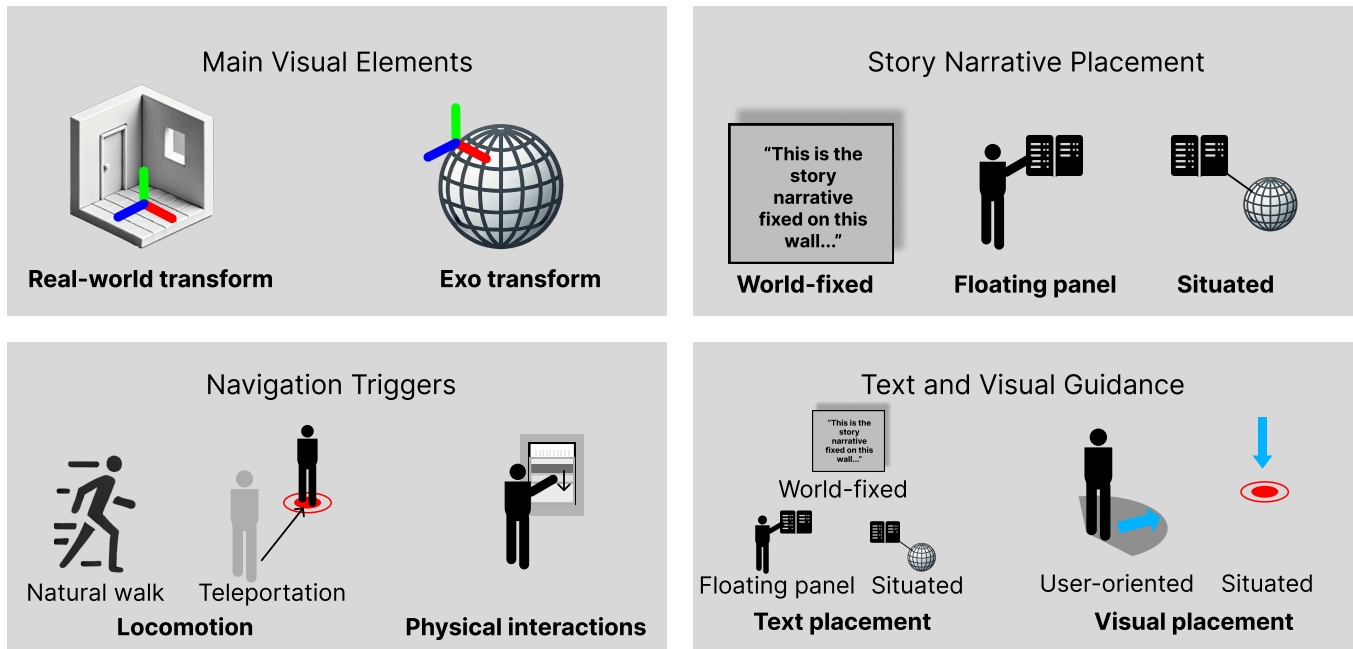 Main Visual Elements
Real-world transform
Exo transform
Story Narrative Placement
“This is the
story
narrative
fixed on this
wall...”
World-fixed
Floating panel
Situated
Navigation Triggers
Natural walk
Teleportation
Locomotion
Physical interactions
Text and Visual Guidance
“This is the
story
narrative
fixed on this
wall...”
World-fixed
Floating panel
Situated
Text placement
User-oriented
Situated
Visual placement